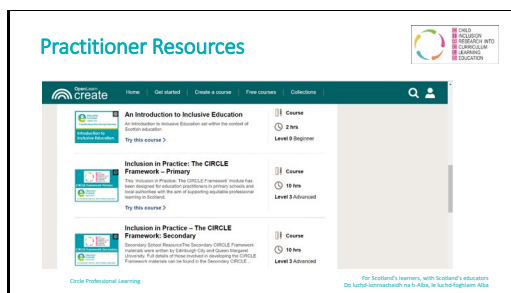 Practitioner Resources
CHILD
INCLUSION
RESEARCH INTO
CURRICULUM
LEARNING
EDUCATION
OpenLearn
create
Home
Get started
Create a course
Free courses
Collections
An Introduction to Inclusive Education
An introduction to Inclusive Education set within the context of
Scottish education
Try this course >
Introduction to
Inclusive Education
Course
2 hrs
Level 0 Beginner
Inclusion in Practice: The CIRCLE
Framework – Primary
This 'Inclusion in Practice: The CIRCLE Framework' module has
been designed for education practitioners in primary schools and
local authorities with the aim of supporting equitable professional
learning in Scotland.
Try this course >
Course
10 hrs
Level 3 Advanced
Inclusion in Practice – The CIRCLE
Framework: Secondary
Secondary School ResourceThe Secondary CIRCLE Framework
materials were written by Edinburgh City and Queen Margaret
University. Full details of those involved in developing the CIRCLE
Framework materials can be found in the Secondary CIRCLE...
Course
10 hrs
Level 3 Advanced
Circle Professional Learning
For Scotland's learners, with Scotland's educators
Do luchd-ionnsachaidh na h-Alba, le luchd-foghlaim Alba